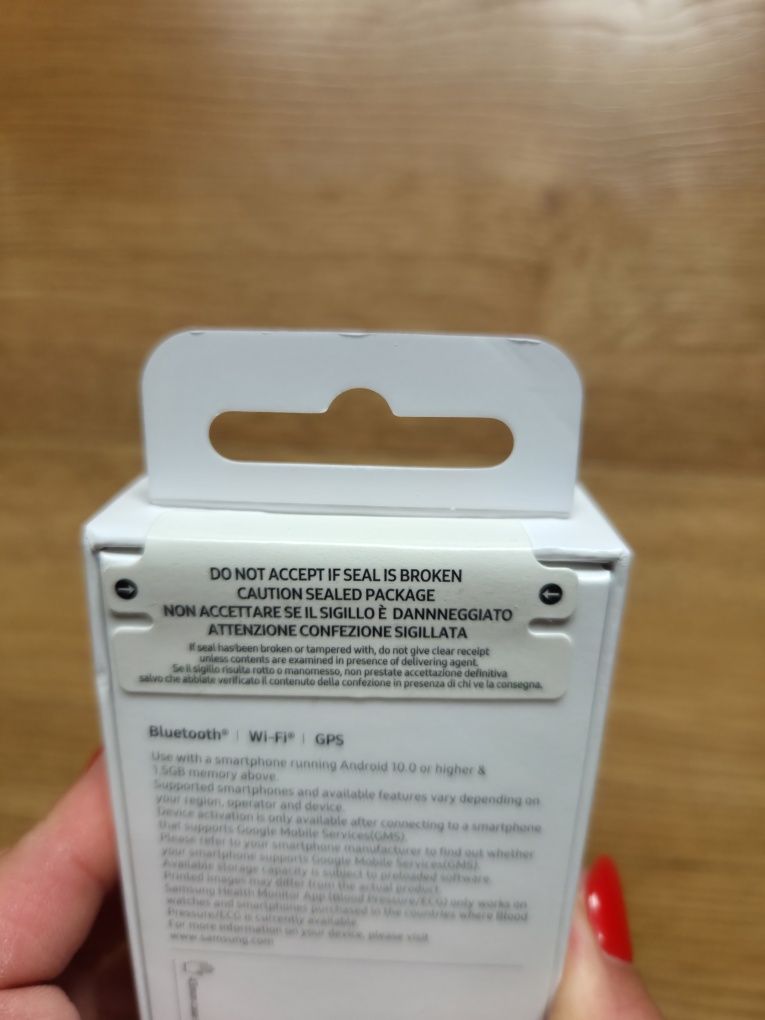 DO NOT ACCEPT IF SEAL IS BROKEN
CAUTION SEALED PACKAGE
NON ACCETTARE SE IL SIGILLO È DANNNEGGIATO
ATTENZIONE CONFEZIONE SIGILLATA
If seal has been broken or tampered with, do not give clear receipt
unless contents are examined in presence of delivering agent.
Se il sigillo risulta rotto o manomesso, non prestate accettazione definitiva
salvo che abbiate verificato il contenuto della confezione in presenza di chi ve la consegna.
Bluetooth® | Wi-Fi® | GPS
Use with a smartphone running Android 10.0 or higher &
1.5GB memory above.
Supported smartphones and available features vary depending on
your region, operator and device.
Device activation is only available after connecting to a smartphone
that supports Google Mobile Services(GMS).
Please refer to your smartphone manufacturer to find out whether
your smartphone supports Google Mobile Services(GMS).
Available storage capacity is subject to preloaded software.
Printed images may differ from the actual product.
Samsung Health Monitor App (Blood Pressure/ECG) only works on
watches and smartphones purchased in the countries where Blood
Pressure/ECG is currently available.
For more information on your device, please visit
www.samsung.com